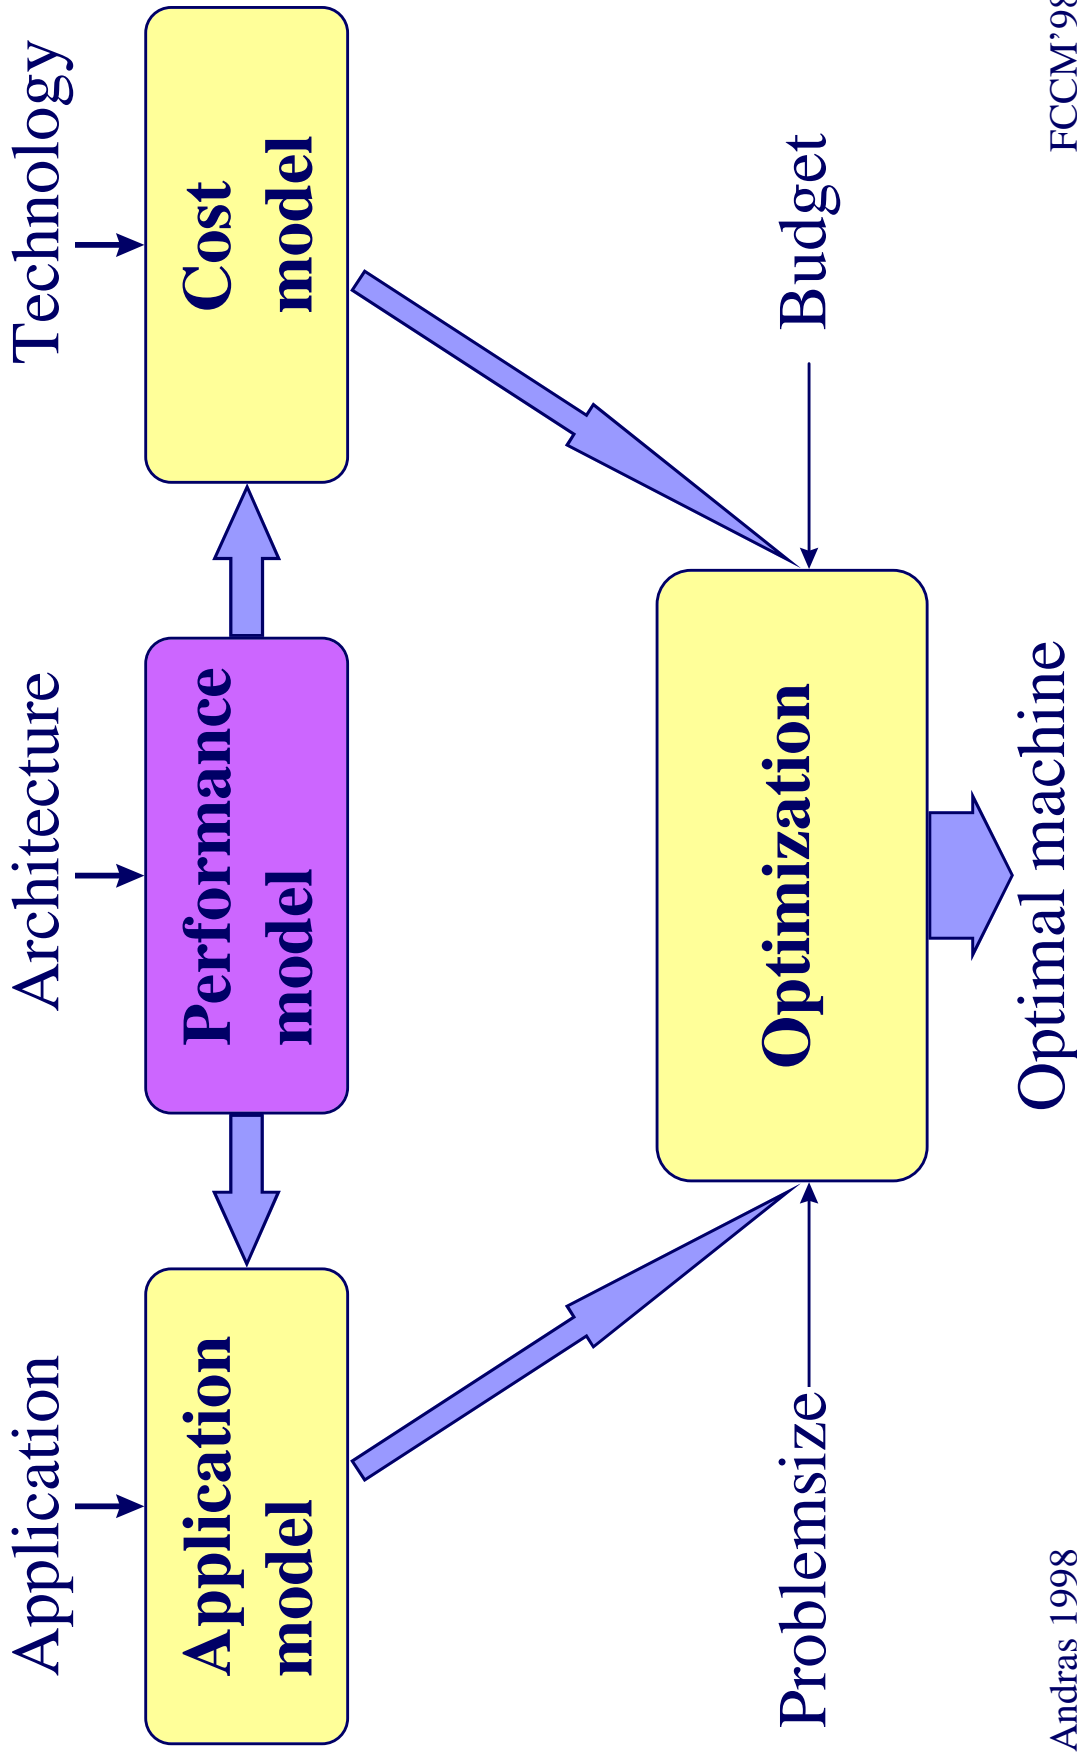 Application
Architecture
Technology
Application
model
Performance
model
Cost
model
Problemsize
Optimization
Budget
Optimal machine
Andras 1998
FCCM'98